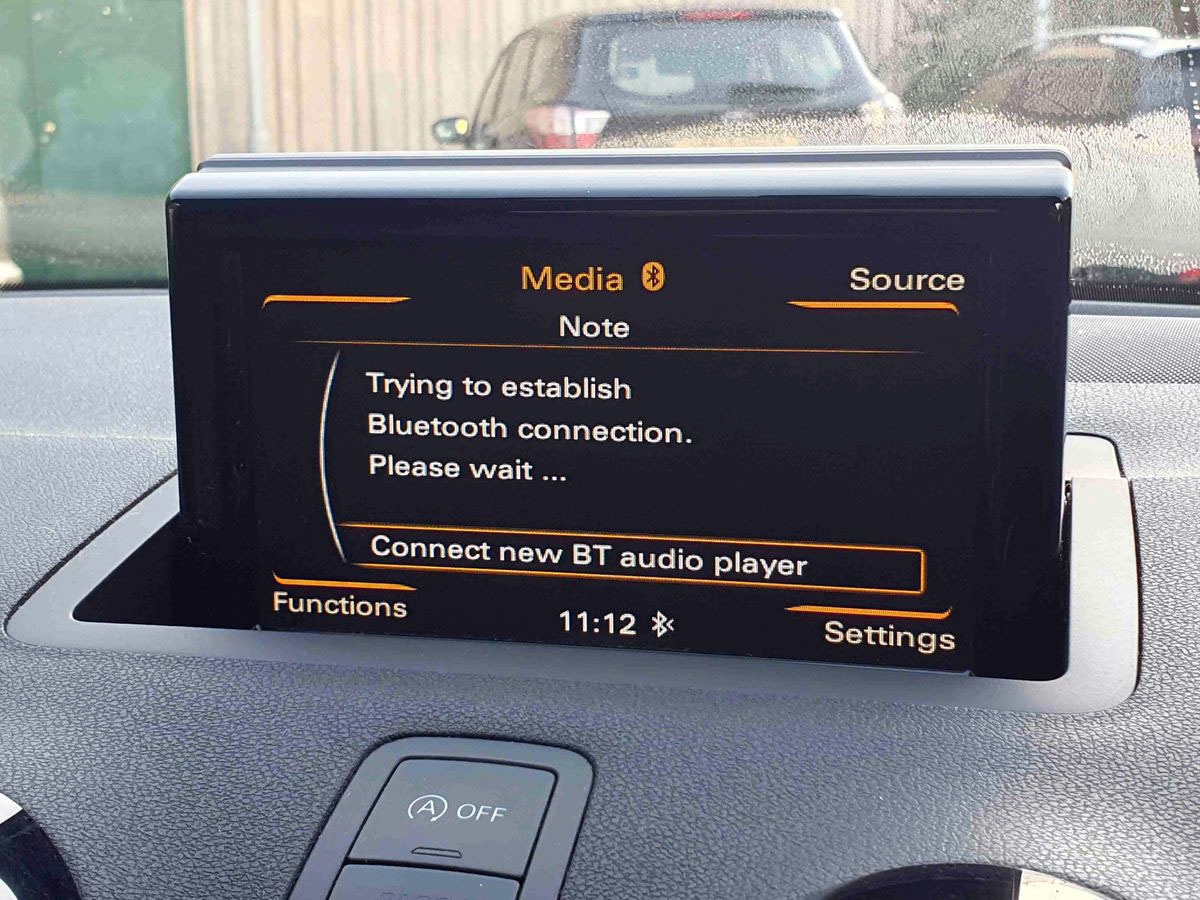 Media
Source
Note
Trying to establish
Bluetooth connection.
Please wait ...
Connect new BT audio player
Functions
11:12
Settings
A OFF